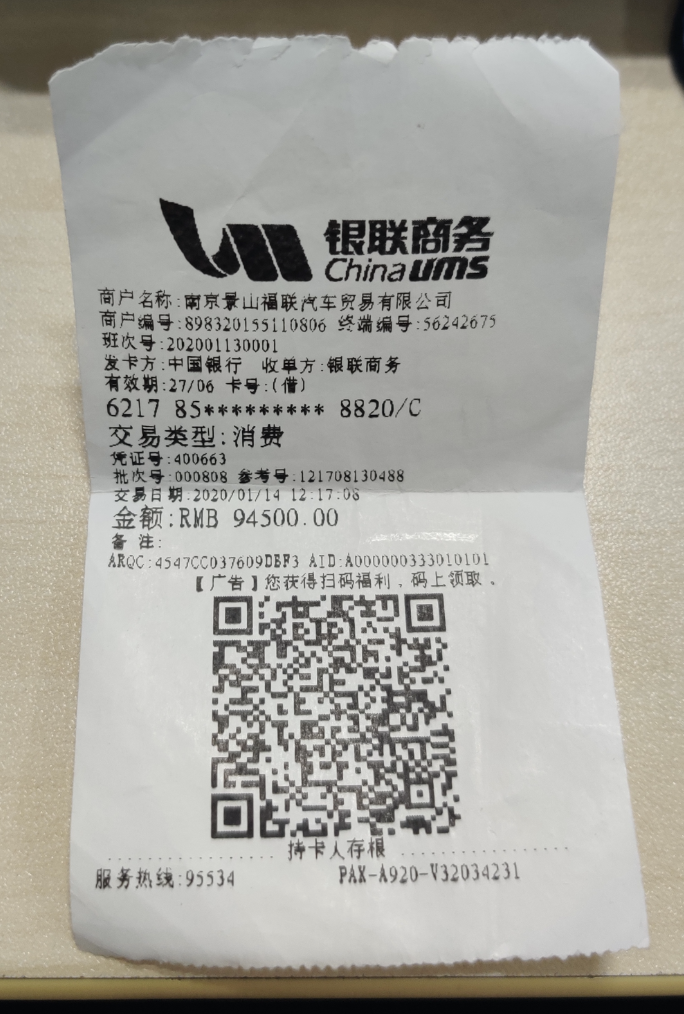 银联商务
China ums
商户名称:南京景山福联汽车贸易有限公司
商户编号:898320155110806 终端编号:56242675
班次号:202001130001
发卡方:中国银行 收单方:银联商务
有效期:27/06 卡号:(借)
6217 85********* 8820/C
交易类型:消费
凭证号:400663
批次号:000808 参考号:121708130488
交易日期:2020/01/14 12:17:08
金额:RMB 94500.00
备注:
ARQC:4547CC037609DBF3 AID:A000000333010101
【广告】您获得扫码福利，码上领取。
持卡人存根
服务热线:95534 PAX-A920-V32034231